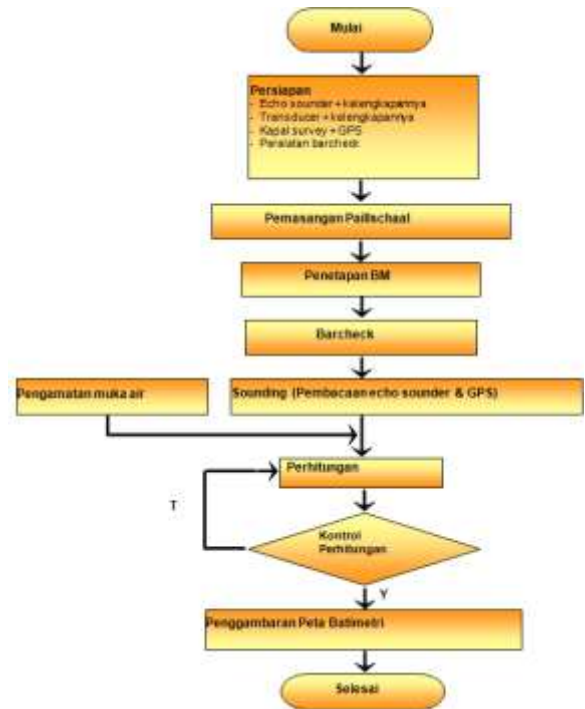 Mulai
Persiapan
- Echo sounder + kelengkapannya
- Transducer + kelengkapannya
- Kapal survey + GPS
- Peralatan barcheck
Pemasangan Pailschaal
Penetapan BM
Barcheck
Pengamatan muka air
Sounding (Pembacaan echo sounder & GPS)
Perhitungan
T
Kontrol
Perhitungan
Y
Penggambaran Peta Batimetri
Selesai